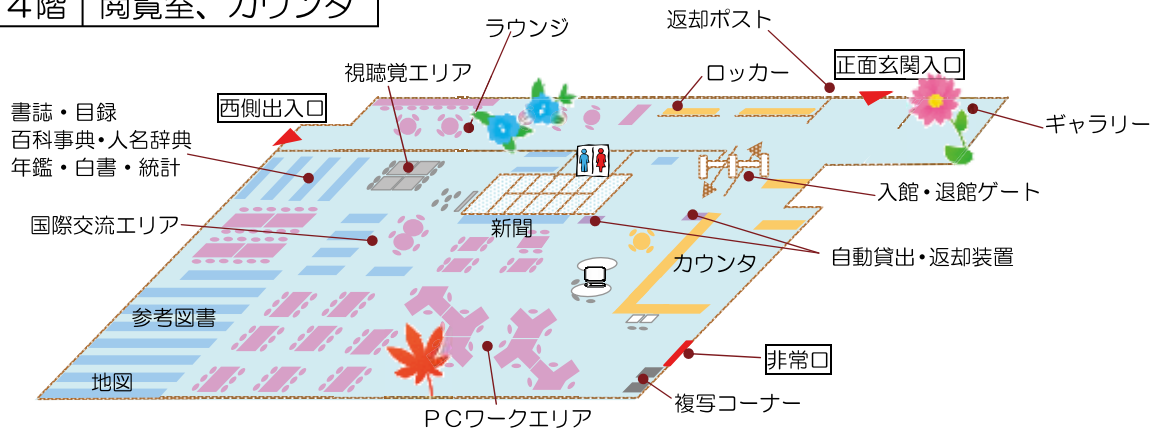 4階 閲覧室、カウンタ
返却ポスト
ラウンジ
正面玄関入口
視聴覚エリア
ロッカー
西側出入口
書誌・目録
百科事典・人名辞典
年鑑・白書・統計
ギャラリー
入館・退館ゲート
国際交流エリア
新聞
自動貸出・返却装置
カウンタ
参考図書
非常口
地図
複写コーナー
PCワークエリア